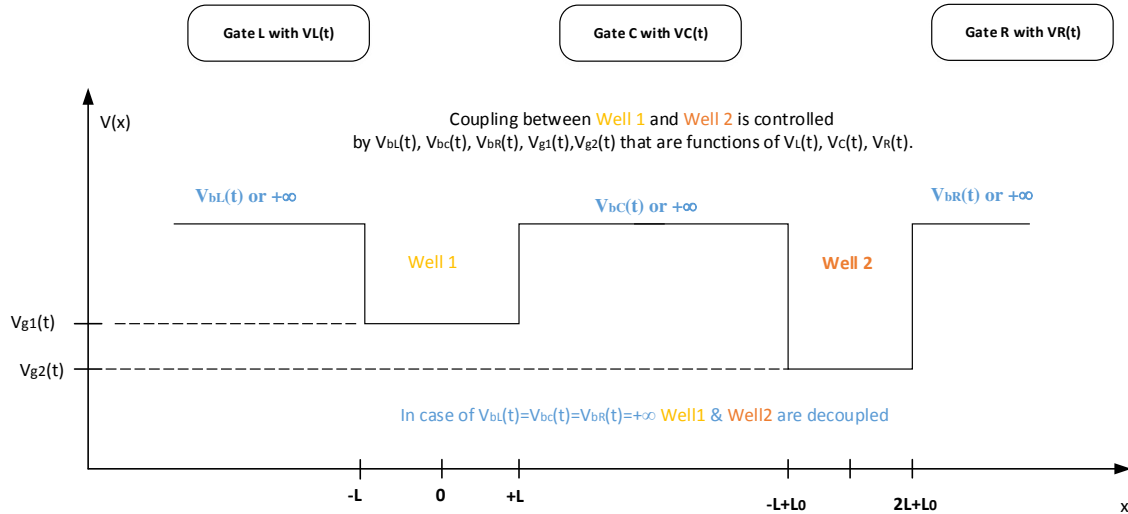 Gate L with VL(t)
Gate C with VC(t)
Gate R with VR(t)
V(x)
Coupling between Well 1 and Well 2 is controlled
by VbL(t), Vbc(t), VbR(t), Vg1(t),Vg2(t) that are functions of VL(t), VC(t), VR(t).
VbL(t) or +∞
VbC(t) or +∞
VbR(t) or +∞
Well 1
Well 2
Vg1(t)
Vg2(t)
In case of VbL(t)=Vbc(t)=VbR(t)=+∞ Well1 & Well2 are decoupled
-L
0
+L
-L+L0
2L+L0
x